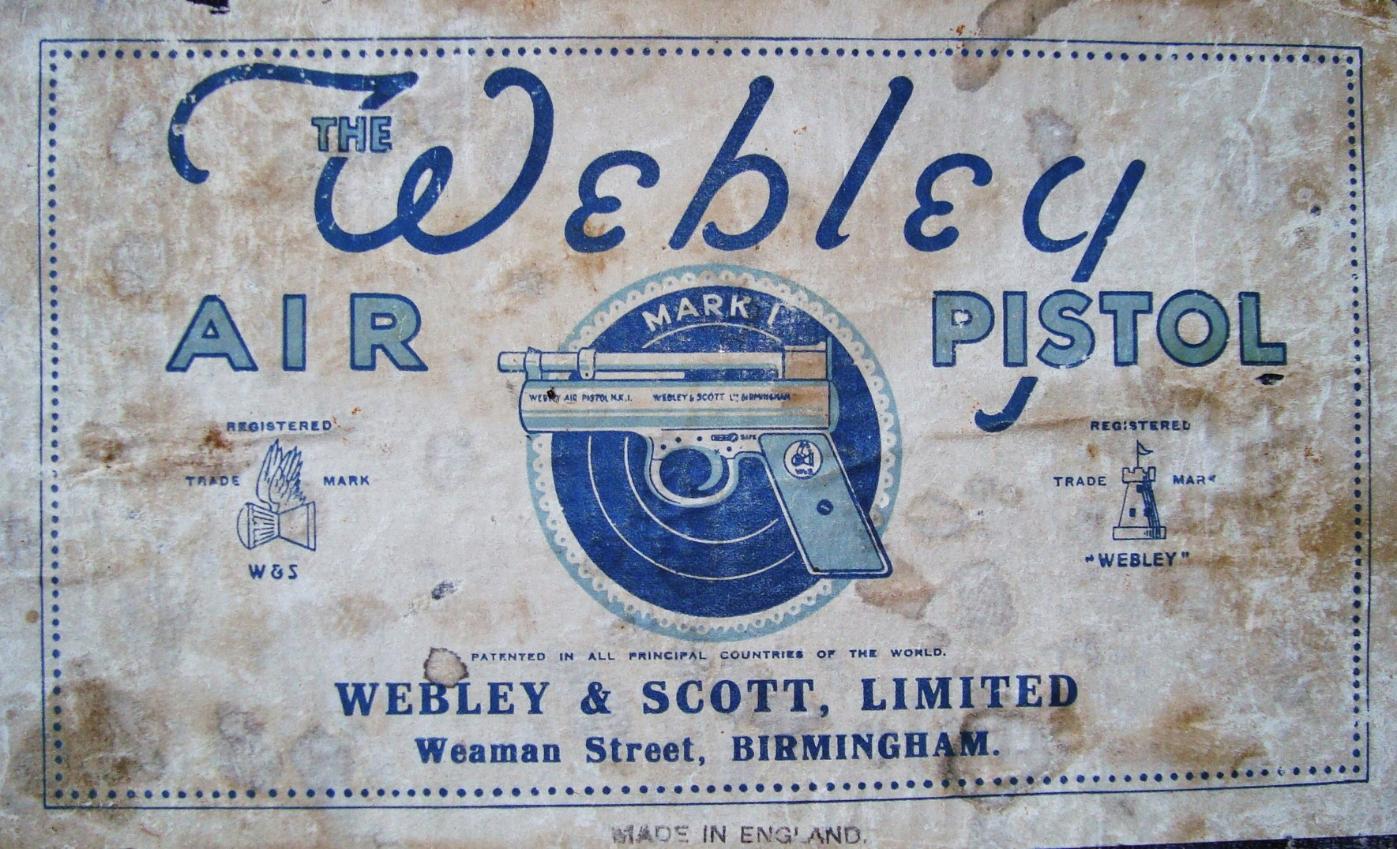 THE
Webley
AIR PISTOL
MARK I
WEBLEY AIR PISTOL M.K.I. WEBLEY & SCOTT LTD BIRMINGHAM
SAFE
W&S
REGISTERED
TRADE MARK
W & S
REGISTERED
TRADE MARK
"WEBLEY"
PATENTED IN ALL PRINCIPAL COUNTRIES OF THE WORLD.
WEBLEY & SCOTT, LIMITED
Weaman Street, BIRMINGHAM.
MADE IN ENGLAND.